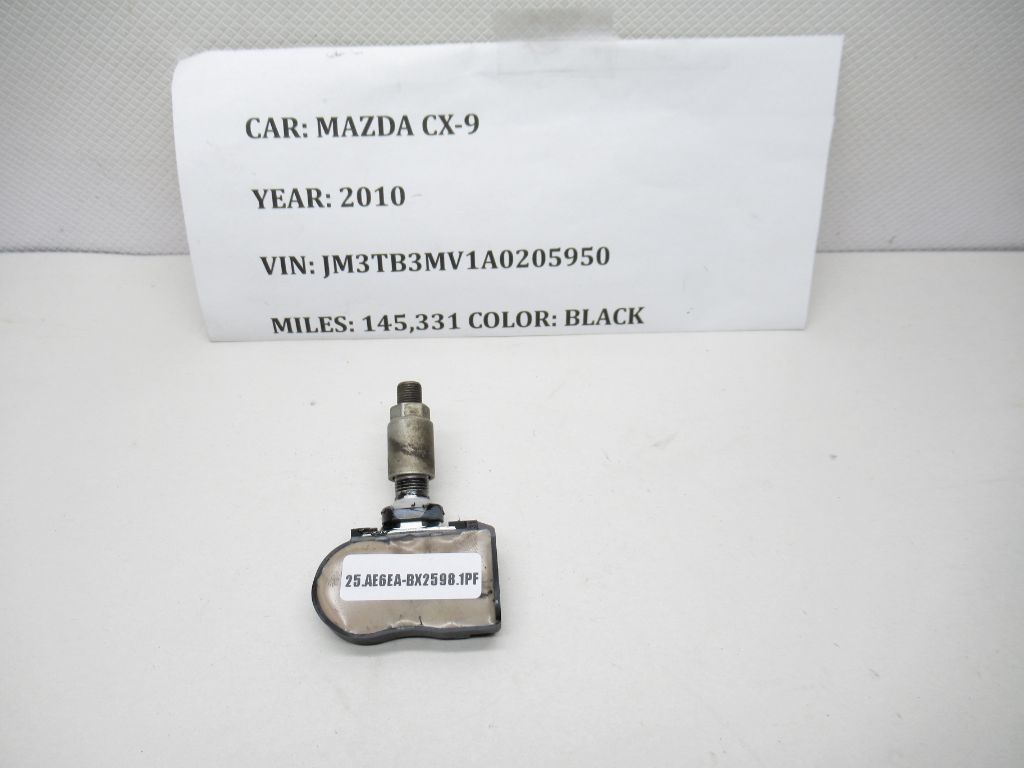 CAR: MAZDA CX-9
YEAR: 2010
VIN: JM3TB3MV1A0205950
MILES: 145,331 COLOR: BLACK
25.AE6EA-BX2598.1PF